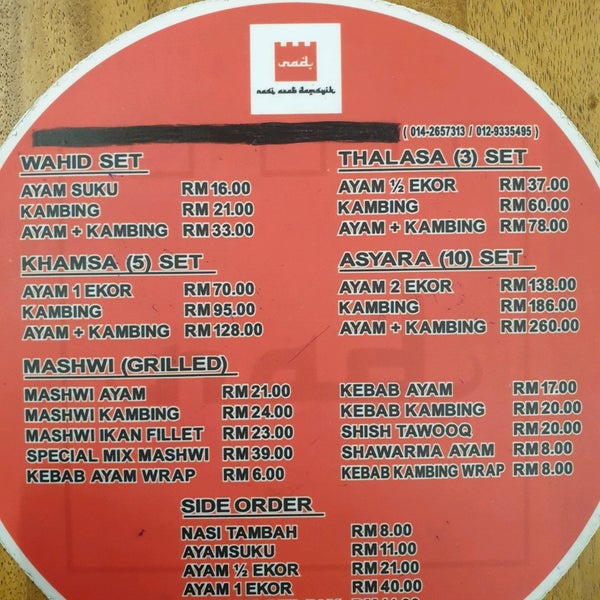 nad
nasi arab damsyik
( 014-2657313 / 012-9335495 )
WAHID SET
AYAM SUKU RM 16.00
KAMBING RM 21.00
AYAM + KAMBING RM 33.00
THALASA (3) SET
AYAM ½ EKOR RM 37.00
KAMBING RM 60.00
AYAM + KAMBING RM 78.00
KHAMSA (5) SET
AYAM 1 EKOR RM 70.00
KAMBING RM 95.00
AYAM + KAMBING RM 128.00
ASYARA (10) SET
AYAM 2 EKOR RM 138.00
KAMBING RM 186.00
AYAM + KAMBING RM 260.00
MASHWI (GRILLED)
MASHWI AYAM RM 21.00
MASHWI KAMBING RM 24.00
MASHWI IKAN FILLET RM 23.00
SPECIAL MIX MASHWI RM 39.00
KEBAB AYAM WRAP RM 6.00
KEBAB AYAM RM 17.00
KEBAB KAMBING RM 20.00
SHISH TAWOOQ RM 20.00
SHAWARMA AYAM RM 8.00
KEBAB KAMBING WRAP RM 8.00
SIDE ORDER
NASI TAMBAH RM 8.00
AYAMSUKU RM 11.00
AYAM ½ EKOR RM 21.00
AYAM 1 EKOR RM 40.00